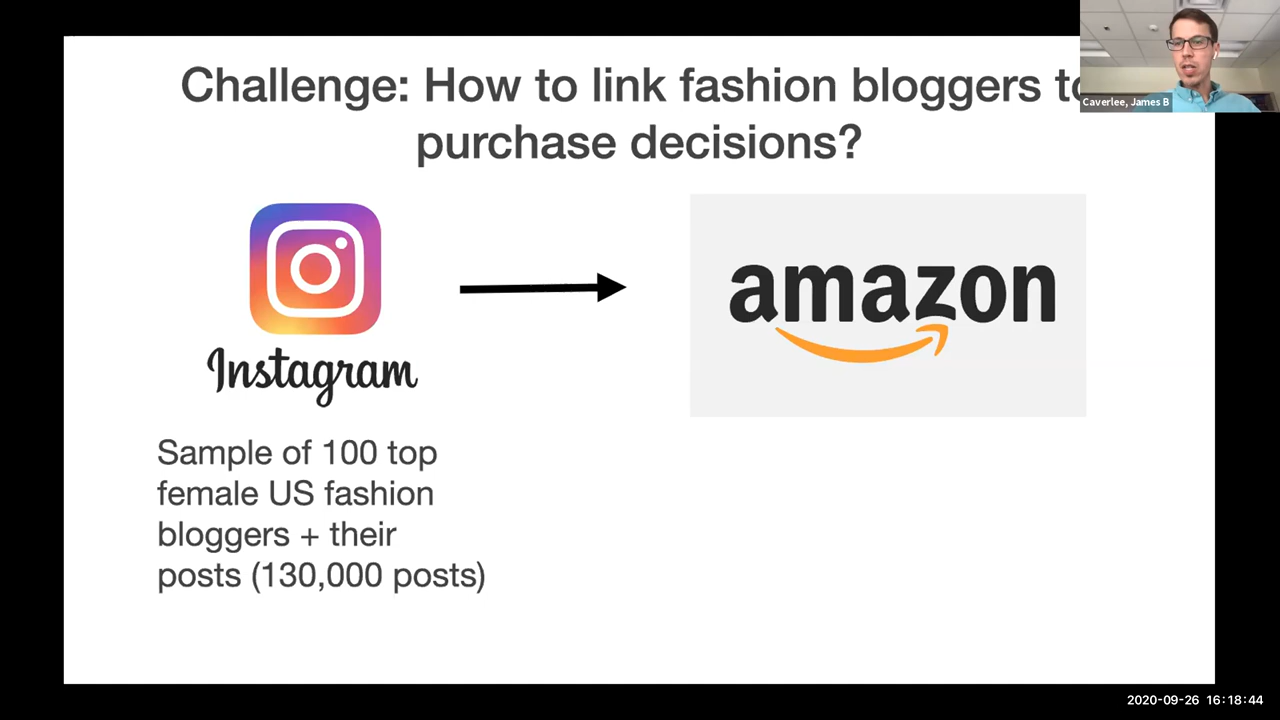 Challenge: How to link fashion bloggers to
purchase decisions?
Caverlee, James B
Instagram
amazon
Sample of 100 top
female US fashion
bloggers + their
posts (130,000 posts)
2020-09-26 16:18:44